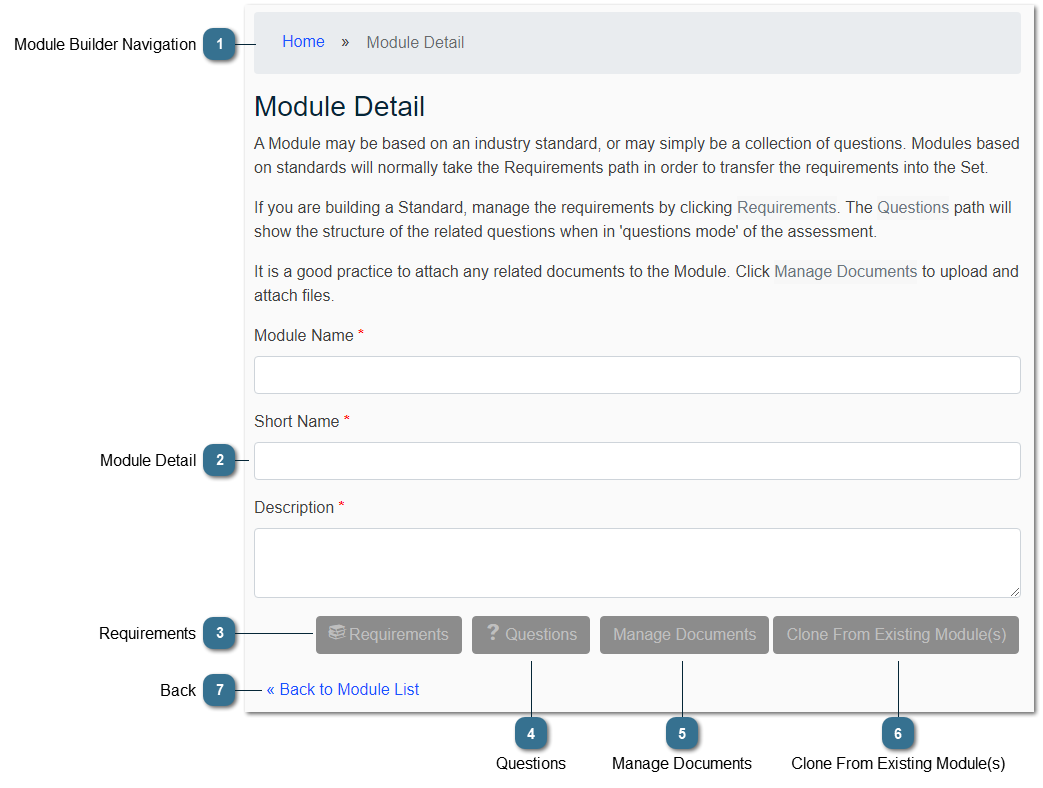 Module Builder Navigation 1 Home » Module Detail
Module Detail
A Module may be based on an industry standard, or may simply be a collection of questions. Modules based
on standards will normally take the Requirements path in order to transfer the requirements into the Set.
If you are building a Standard, manage the requirements by clicking Requirements. The Questions path will
show the structure of the related questions when in 'questions mode' of the assessment.
It is a good practice to attach any related documents to the Module. Click Manage Documents to upload and
attach files.
Module Name *
Short Name *
Module Detail 2
Description *
Requirements 3 Requirements ? Questions Manage Documents Clone From Existing Module(s)
Back 7 « Back to Module List
4 5 6
Questions Manage Documents Clone From Existing Module(s)